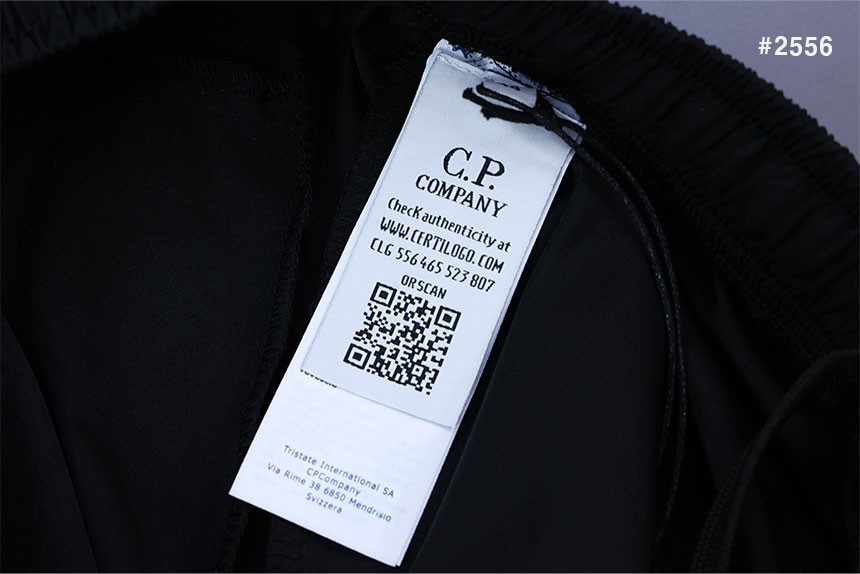 #2556
C.P.
COMPANY
Check authenticity at
WWW.CERTILOGO.COM
CLG 556 465 523 807
OR SCAN
Tristate International SA
CPCompany
Via Rime 38 6850 Mendrisio
Svizzera